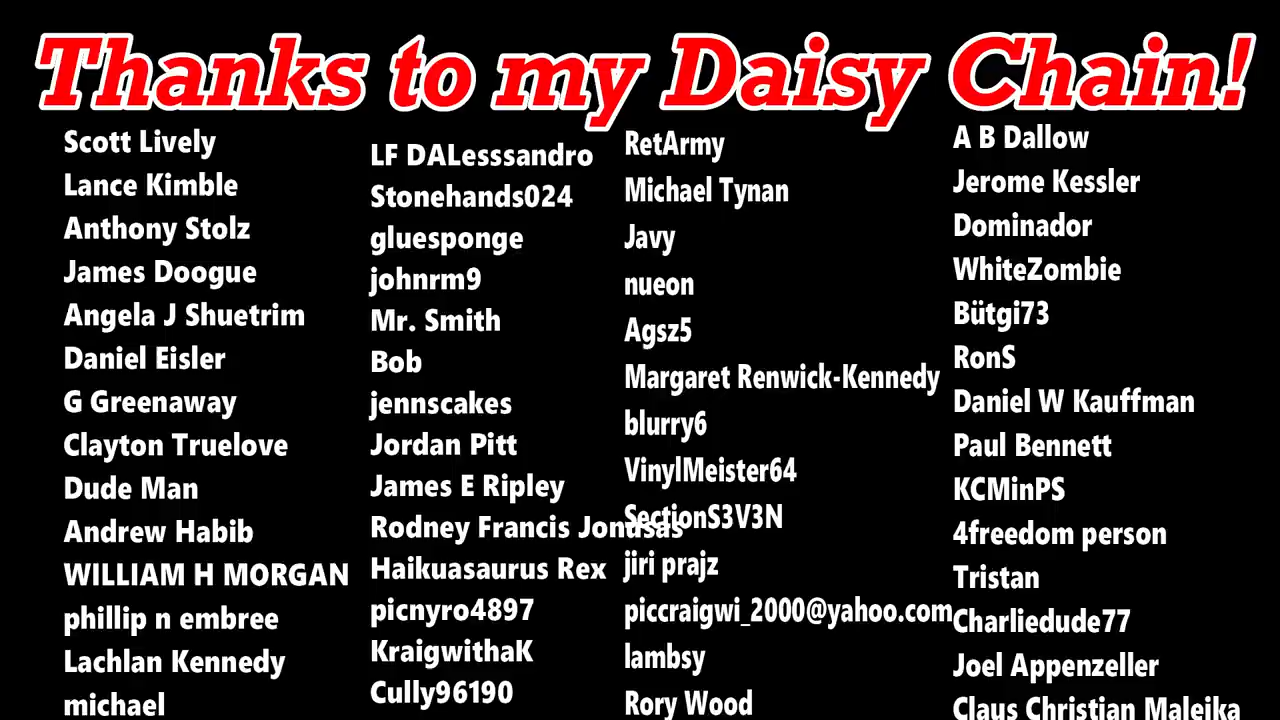 Thanks to my Daisy Chain!
Scott Lively
Lance Kimble
Anthony Stolz
James Doogue
Angela J Shuetrim
Daniel Eisler
G Greenaway
Clayton Truelove
Dude Man
Andrew Habib
WILLIAM H MORGAN
phillip n embree
Lachlan Kennedy
michael
LF DALesssandro
Stonehands024
gluesponge
johnrm9
Mr. Smith
Bob
jennscakes
Jordan Pitt
James E Ripley
Rodney Francis Jonusas
Haikuasaurus Rex
picnyro4897
KraigwithaK
Cully96190
RetArmy
Michael Tynan
Javy
nueon
Agsz5
Margaret Renwick-Kennedy
blurry6
VinylMeister64
SectionS3V3N
jiri prajz
piccraigwi_2000@yahoo.com
lambsy
Rory Wood
A B Dallow
Jerome Kessler
Dominador
WhiteZombie
Bütgi73
RonS
Daniel W Kauffman
Paul Bennett
KCMinPS
4freedom person
Tristan
Charliedude77
Joel Appenzeller
Claus Christian Malejka